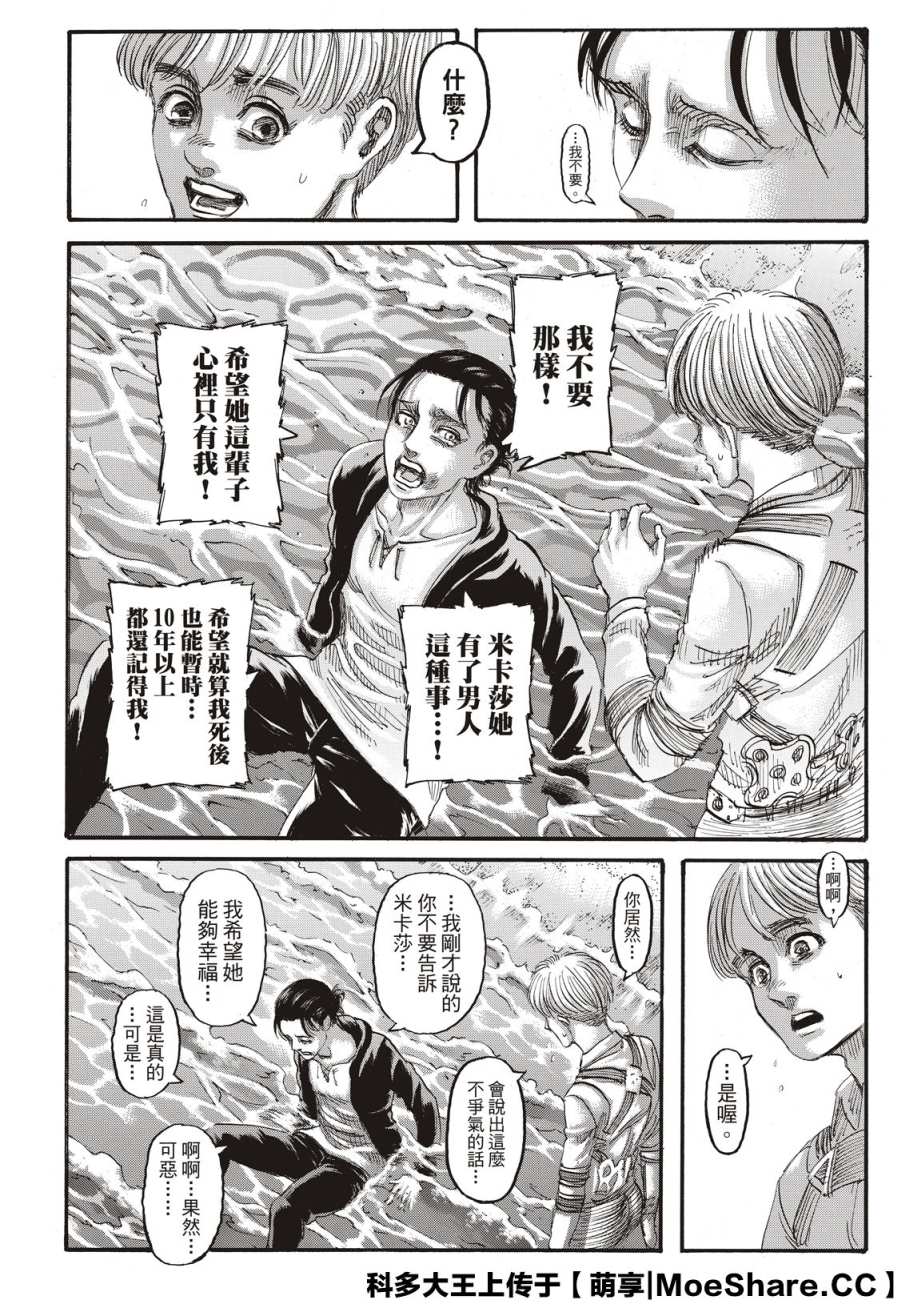 …我不要。
什麼？
我不要
那樣！
希望她這輩子
心裡只有我！
米卡莎她
有了男人
這種事…！
希望就算我死後
也能暫時…
10年以上
都還記得我！
…啊啊，
…是喔。
你居然…
會說出這麼
不爭氣的話…
…我剛才說的
你不要告訴
米卡莎…
我希望她
能夠幸福…
這是真的
…可是…
啊啊…果然…
可惡………
科多大王上传于【 萌享|MoeShare.CC】